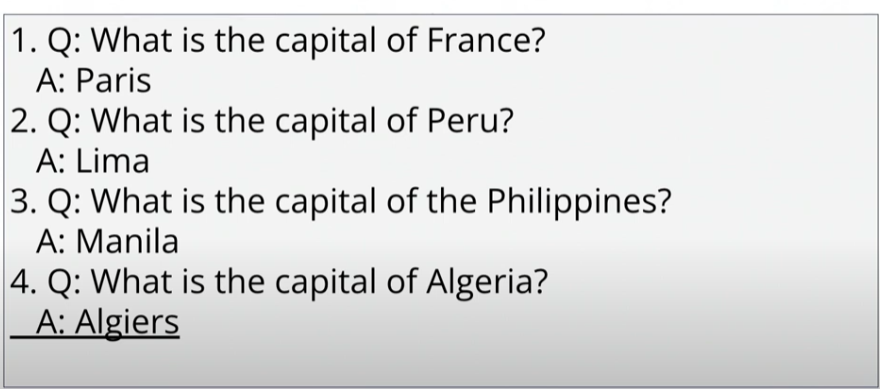 1. Q: What is the capital of France?
A: Paris
2. Q: What is the capital of Peru?
A: Lima
3. Q: What is the capital of the Philippines?
A: Manila
4. Q: What is the capital of Algeria?
A: Algiers